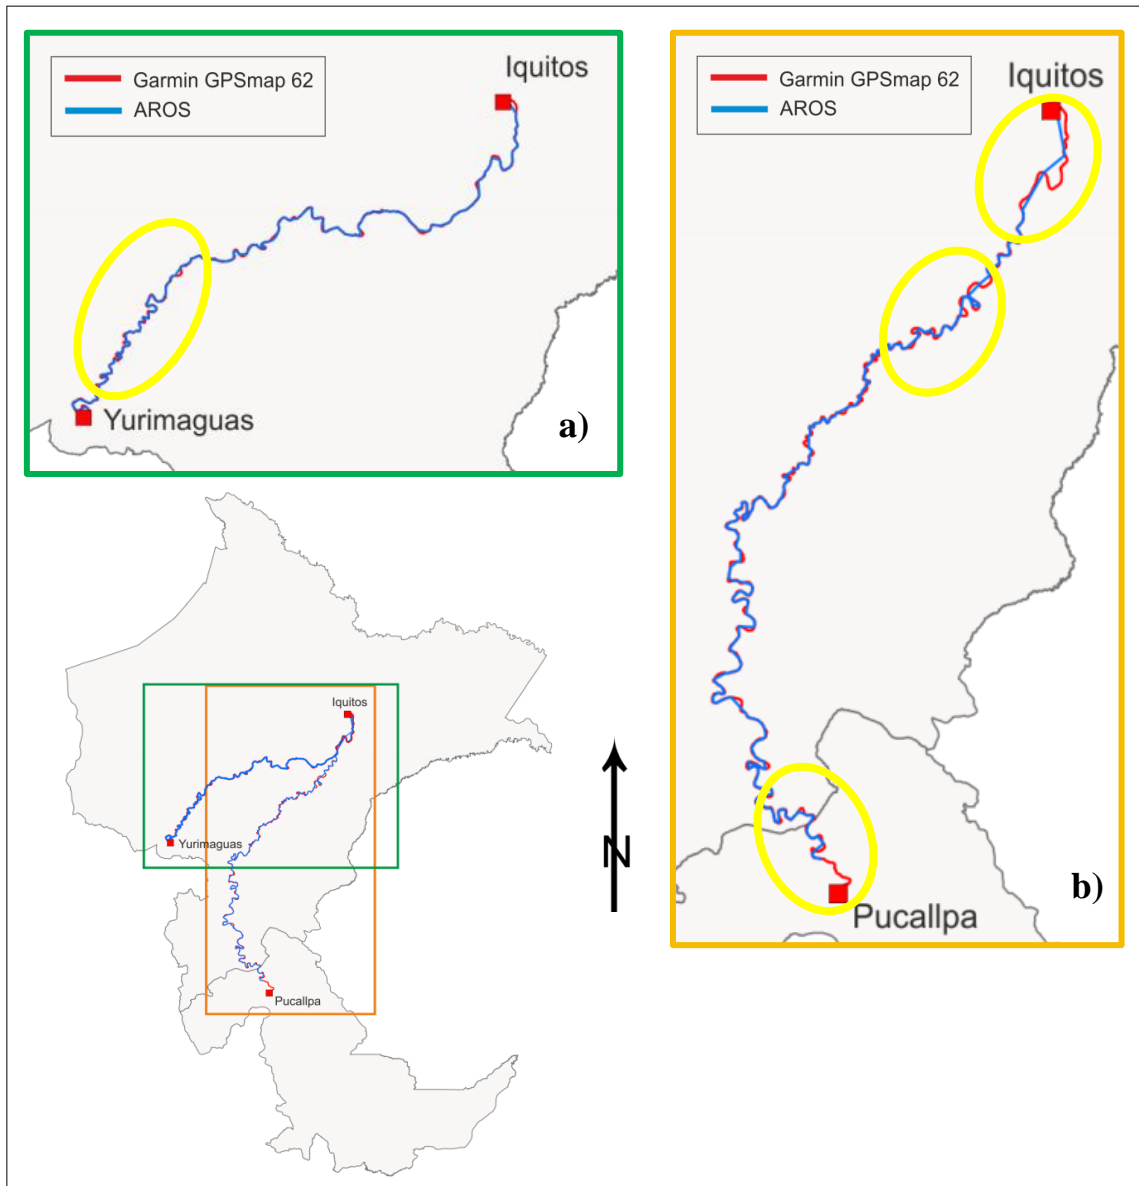 Garmin GPSmap 62
AROS
Iquitos
Yurimaguas
a)
Garmin GPSmap 62
AROS
Iquitos
Pucallpa
b)
Iquitos
Yurimaguas
Pucallpa
N